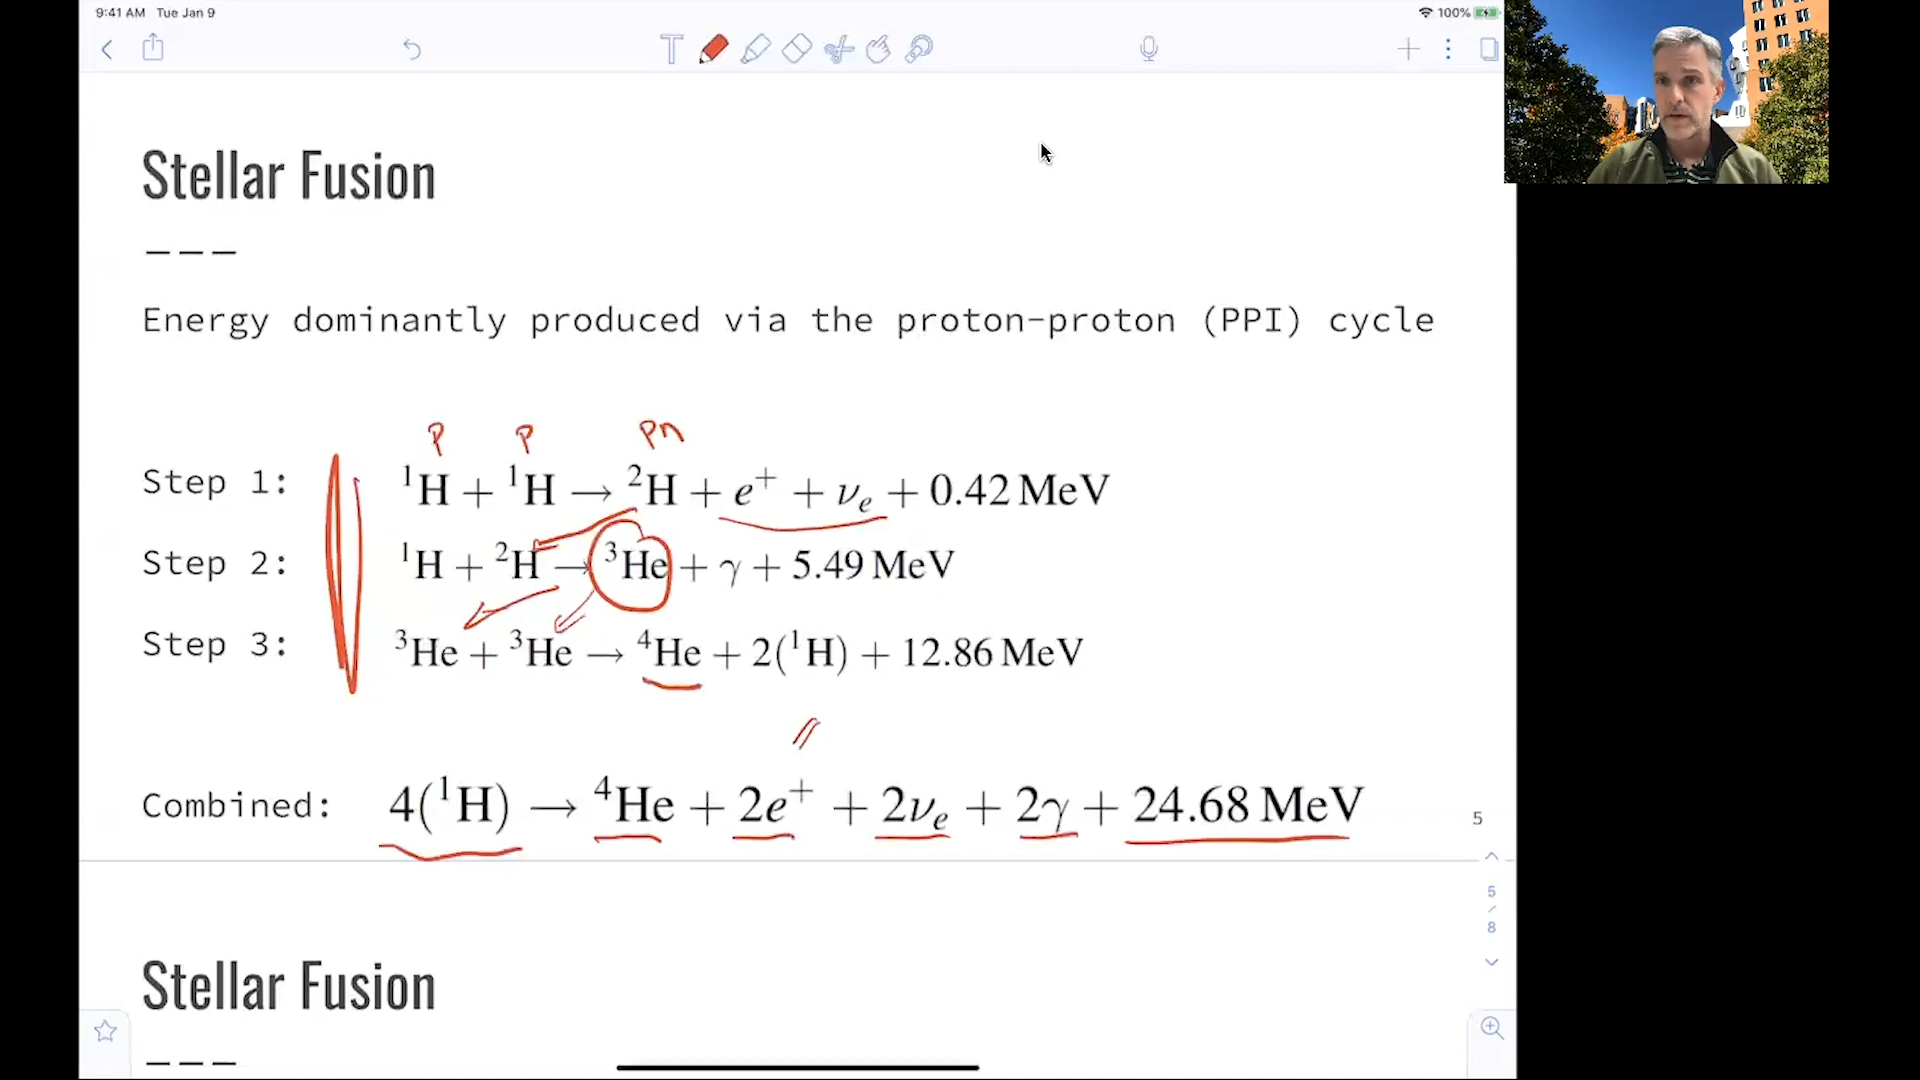 9:41 AM Tue Jan 9
100%
Stellar Fusion
———
Energy dominantly produced via the proton-proton (PPI) cycle
P P pn
Step 1: ¹H + ¹H → ²H + e⁺ + νₑ + 0.42 MeV
Step 2: ¹H + ²H → ³He + γ + 5.49 MeV
Step 3: ³He + ³He → ⁴He + 2(¹H) + 12.86 MeV
Combined: 4(¹H) → ⁴He + 2e⁺ + 2νₑ + 2γ + 24.68 MeV
5
5
/
8
Stellar Fusion
———